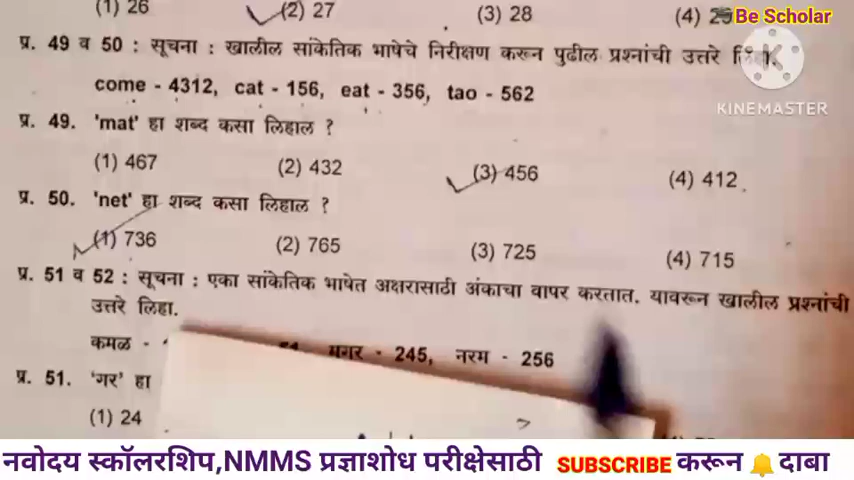 (1) 26 (2) 27 (3) 28 (4) Be Scholar
प्र. 49 व 50 : सूचना : खालील सांकेतिक भाषेचे निरीक्षण करून पुढील प्रश्नांची उत्तरे
KINEMASTER
come - 4312, cat - 156, eat - 356, tao - 562
प्र. 49. 'mat' हा शब्द कसा लिहाल ?
(1) 467 (2) 432 (3) 456 (4) 412
प्र. 50. 'net' हा शब्द कसा लिहाल ?
(1) 736 (2) 765 (3) 725 (4) 715
प्र. 51 व 52 : सूचना : एका सांकेतिक भाषेत अक्षरासाठी अंकाचा वापर करतात. यावरून खालील प्रश्नांची
उत्तरे लिहा.
कमळ - मगर - 245, नरम - 256
प्र. 51. 'गर' हा
(1) 24
नवोदय स्कॉलरशिप,NMMS प्रज्ञाशोध परीक्षेसाठी SUBSCRIBE करून 🔔 दाबा